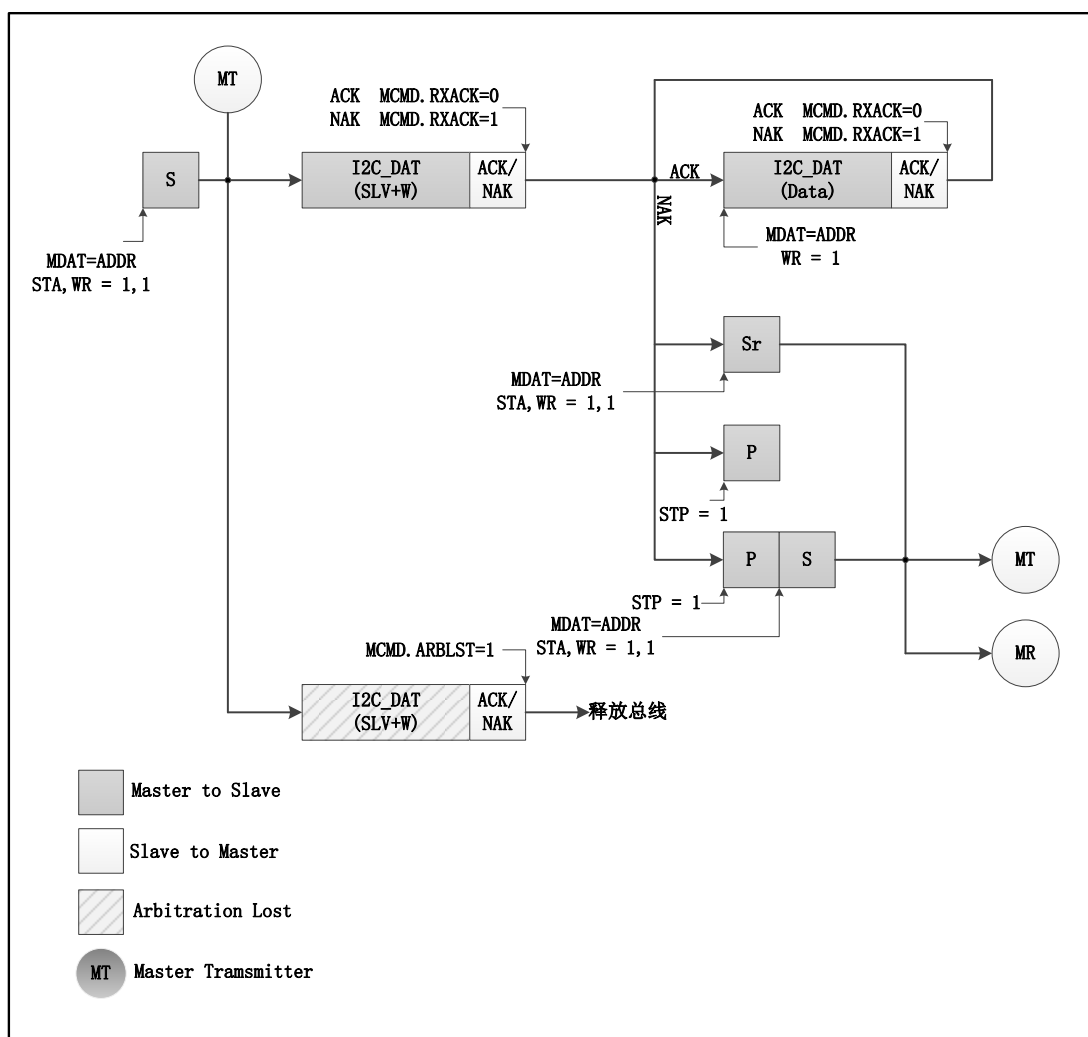 MT
ACK MCMD.RXACK=0
NAK MCMD.RXACK=1
ACK MCMD.RXACK=0
NAK MCMD.RXACK=1
S
I2C_DAT
(SLV+W)
ACK/
NAK
ACK
NAK
I2C_DAT
(Data)
ACK/
NAK
MDAT=ADDR
STA,WR = 1,1
MDAT=ADDR
WR = 1
Sr
MDAT=ADDR
STA,WR = 1,1
P
STP = 1
P
S
MT
STP = 1
MDAT=ADDR
STA,WR = 1,1
MR
MCMD.ARBLST=1
I2C_DAT
(SLV+W)
ACK/
NAK
释放总线
Master to Slave
Slave to Master
Arbitration Lost
MT
Master Tramsmitter